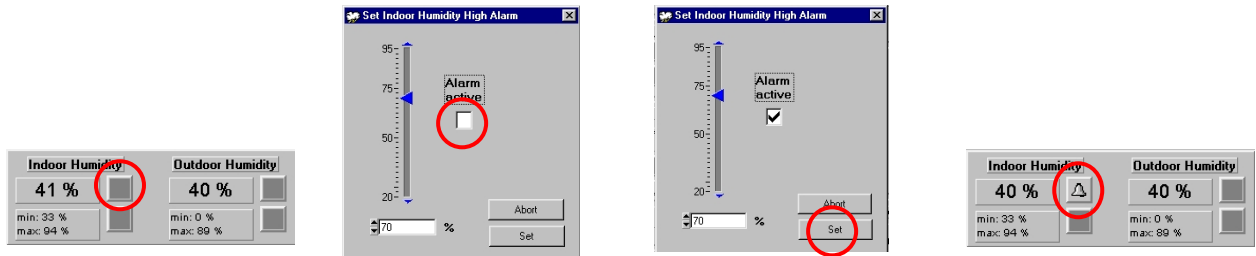 Indoor Humidity
Outdoor Humidity
41 %
40 %
min: 33 %
max: 94 %
min: 0 %
max: 89 %
Set Indoor Humidity High Alarm
95
75
50
20
Alarm
active
70
%
Abort
Set
Set Indoor Humidity High Alarm
95
75
50
20
Alarm
active
70
%
Abort
Set
Indoor Humidity
Outdoor Humidity
40 %
40 %
min: 33 %
max: 94 %
min: 0 %
max: 89 %